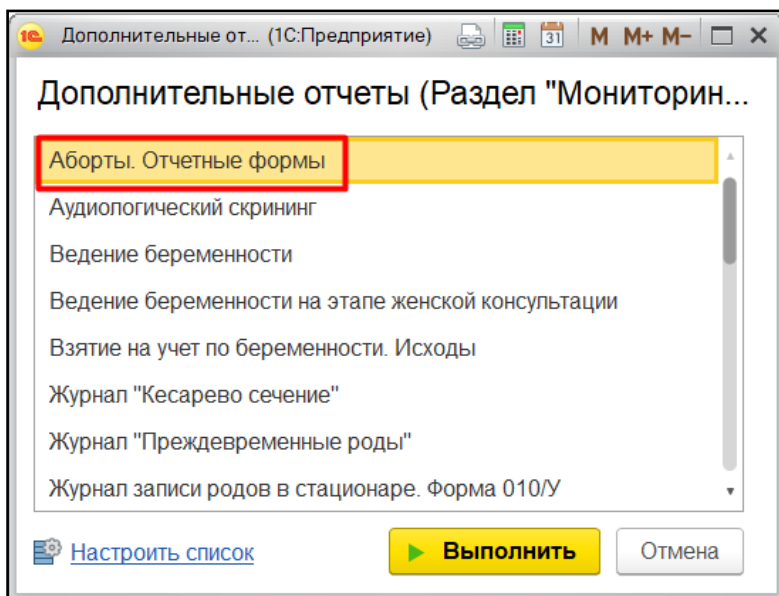 1С Дополнительные от... (1С:Предприятие) 31 M M+ M−
Дополнительные отчеты (Раздел "Мониторин...
Аборты. Отчетные формы
Аудиологический скрининг
Ведение беременности
Ведение беременности на этапе женской консультации
Взятие на учет по беременности. Исходы
Журнал "Кесарево сечение"
Журнал "Преждевременные роды"
Журнал записи родов в стационаре. Форма 010/У
Настроить список Выполнить Отмена